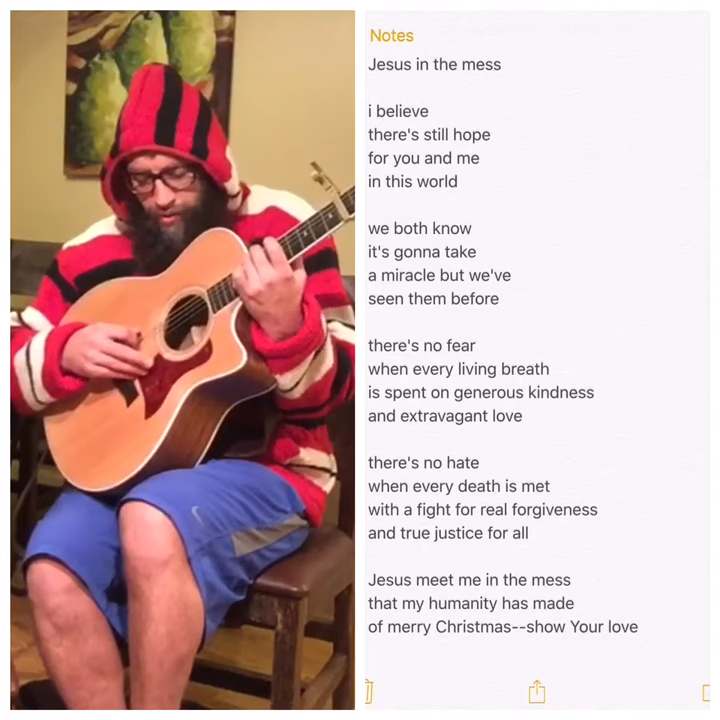 Notes
Jesus in the mess
i believe
there's still hope
for you and me
in this world
we both know
it's gonna take
a miracle but we've
seen them before
there's no fear
when every living breath
is spent on generous kindness
and extravagant love
there's no hate
when every death is met
with a fight for real forgiveness
and true justice for all
Jesus meet me in the mess
that my humanity has made
of merry Christmas--show Your love